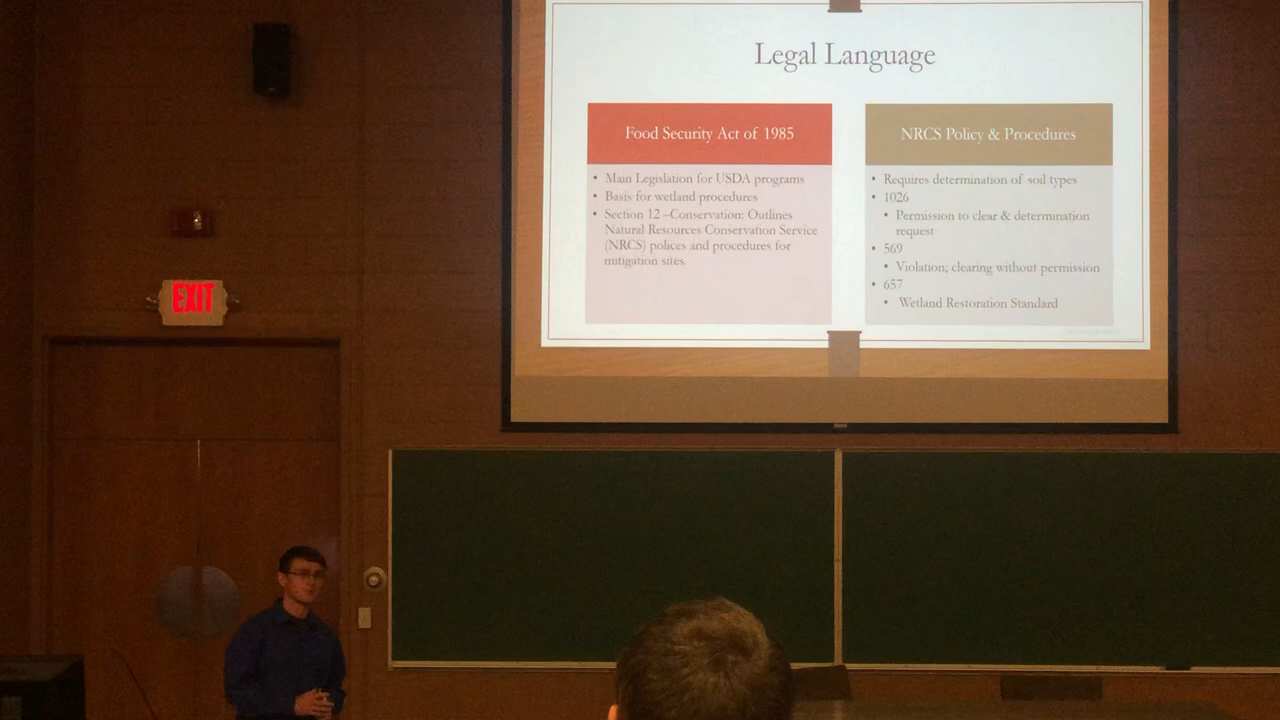 Legal Language
Food Security Act of 1985
• Main Legislation for USDA programs
• Basis for wetland procedures
• Section 12 –Conservation: Outlines
Natural Resources Conservation Service
(NRCS) polices and procedures for
mitigation sites.
NRCS Policy & Procedures
• Requires determination of soil types
• 1026
• Permission to clear & determination
request
• 569
• Violation; clearing without permission
• 657
• Wetland Restoration Standard
EXIT